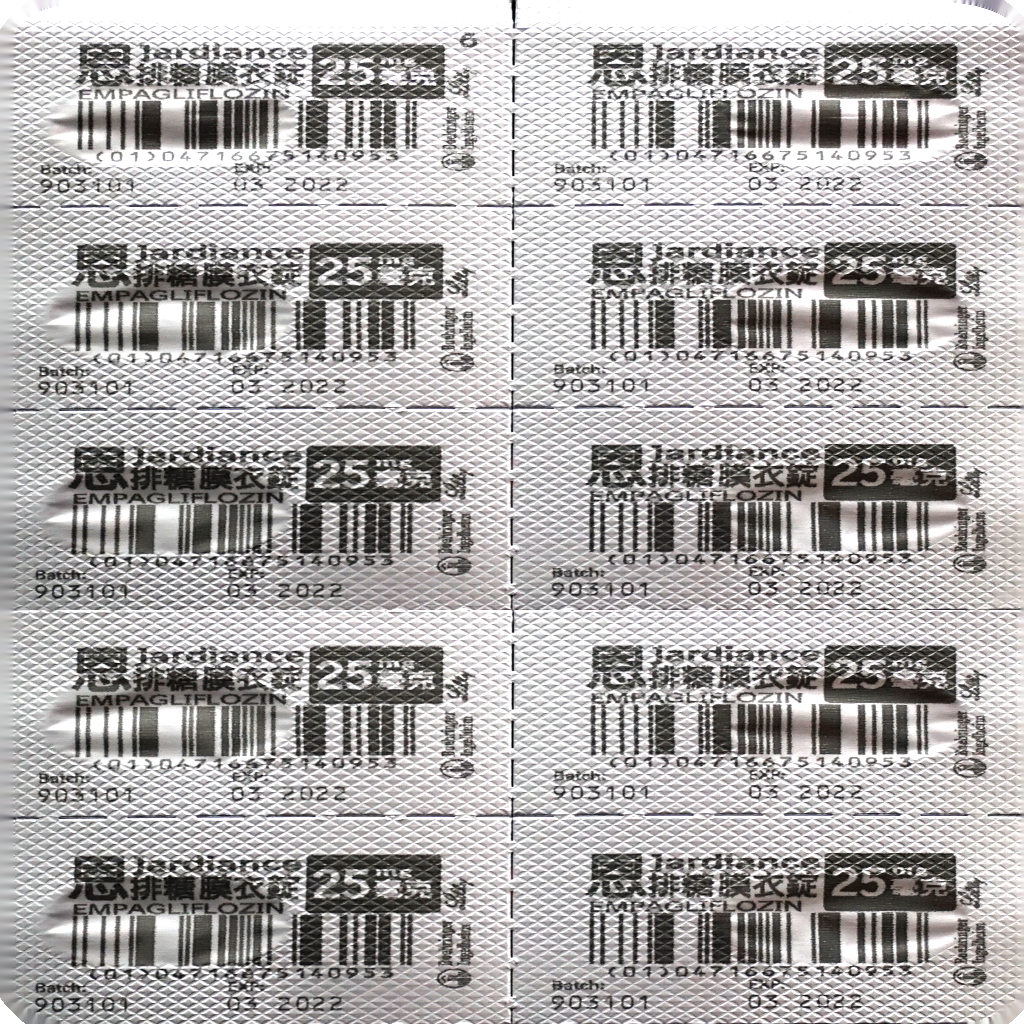 6
Jardiance 25 mg
恩排糖膜衣錠 毫克
EMPAGLIFLOZIN Lilly
(01)04716675140953 Boehringer Ingelheim
Batch: EXP:
903101 03 2022
Jardiance 25 mg
恩排糖膜衣錠 毫克
EMPAGLIFLOZIN Lilly
(01)04716675140953 Boehringer Ingelheim
Batch: EXP:
903101 03 2022
Jardiance 25 mg
恩排糖膜衣錠 毫克
EMPAGLIFLOZIN Lilly
(01)04716675140953 Boehringer Ingelheim
Batch: EXP:
903101 03 2022
Jardiance 25 mg
恩排糖膜衣錠 毫克
EMPAGLIFLOZIN Lilly
(01)04716675140953 Boehringer Ingelheim
Batch: EXP:
903101 03 2022
Jardiance 25 mg
恩排糖膜衣錠 毫克
EMPAGLIFLOZIN Lilly
(01)04716675140953 Boehringer Ingelheim
Batch: EXP:
903101 03 2022
Jardiance 25 mg
恩排糖膜衣錠 毫克
EMPAGLIFLOZIN Lilly
(01)04716675140953 Boehringer Ingelheim
Batch: EXP:
903101 03 2022
Jardiance 25 mg
恩排糖膜衣錠 毫克
EMPAGLIFLOZIN Lilly
(01)04716675140953 Boehringer Ingelheim
Batch: EXP:
903101 03 2022
Jardiance 25 mg
恩排糖膜衣錠 毫克
EMPAGLIFLOZIN Lilly
(01)04716675140953 Boehringer Ingelheim
Batch: EXP:
903101 03 2022
Jardiance 25 mg
恩排糖膜衣錠 毫克
EMPAGLIFLOZIN Lilly
(01)04716675140953 Boehringer Ingelheim
Batch: EXP:
903101 03 2022
Jardiance 25 mg
恩排糖膜衣錠 毫克
EMPAGLIFLOZIN Lilly
(01)04716675140953 Boehringer Ingelheim
Batch: EXP:
903101 03 2022